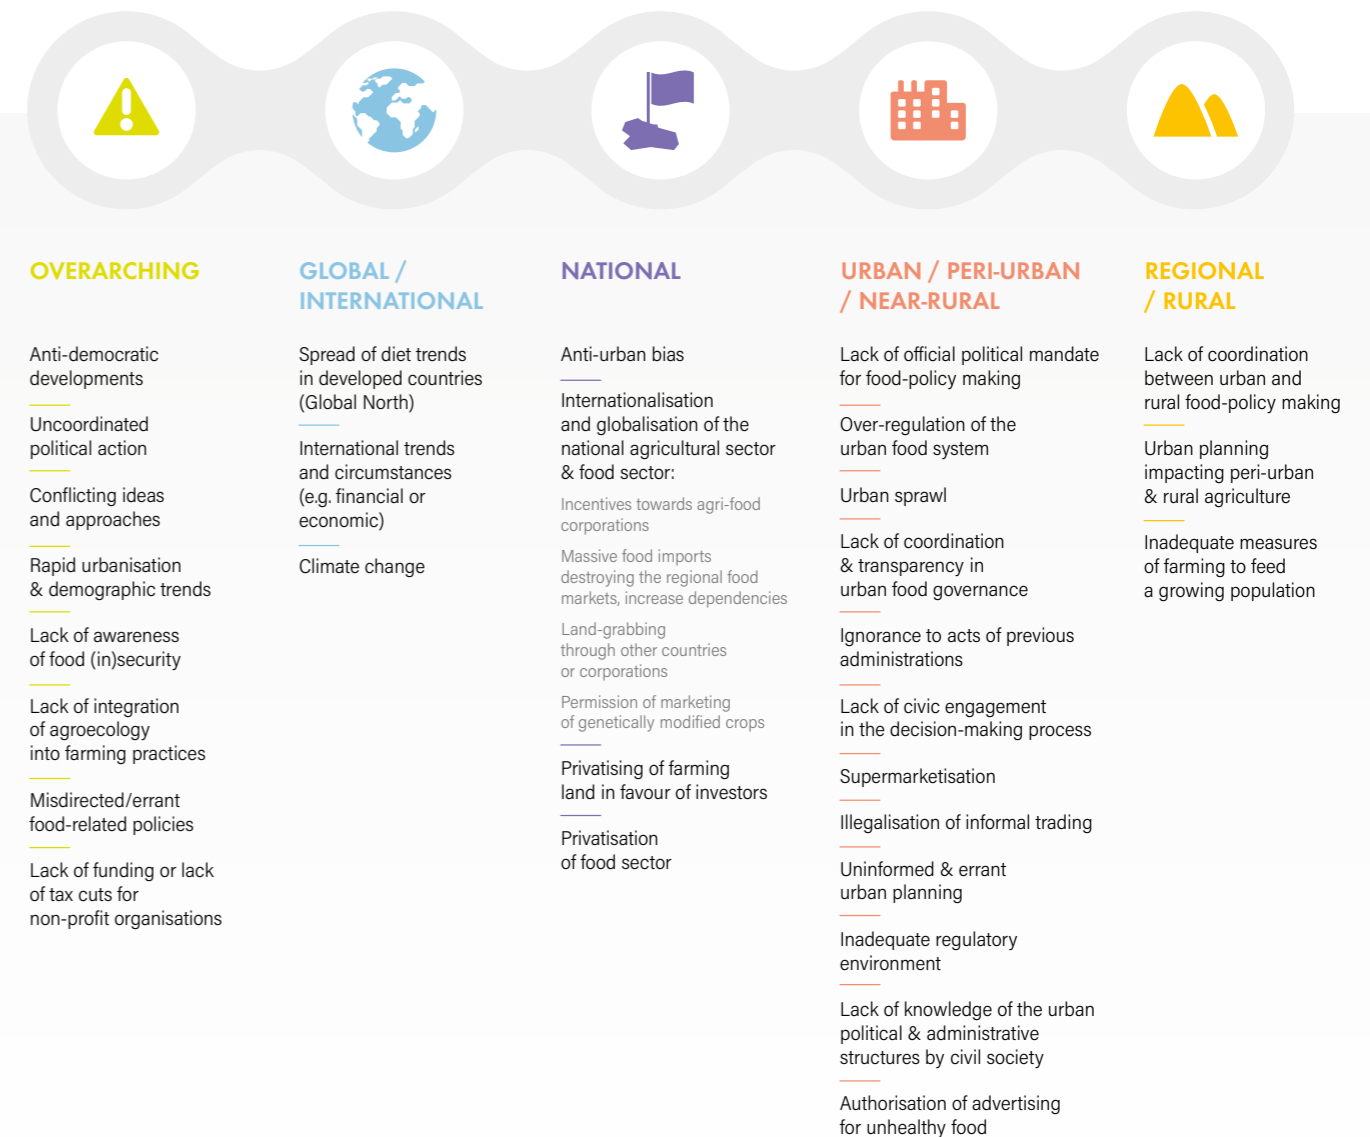 OVERARCHING
Anti-democratic
developments
Uncoordinated
political action
Conflicting ideas
and approaches
Rapid urbanisation
& demographic trends
Lack of awareness
of food (in)security
Lack of integration
of agroecology
into farming practices
Misdirected/errant
food-related policies
Lack of funding or lack
of tax cuts for
non-profit organisations
GLOBAL /
INTERNATIONAL
Spread of diet trends
in developed countries
(Global North)
International trends
and circumstances
(e.g. financial or
economic)
Climate change
NATIONAL
Anti-urban bias
Internationalisation
and globalisation of the
national agricultural sector
& food sector:
Incentives towards agri-food
corporations
Massive food imports
destroying the regional food
markets, increase dependencies
Land-grabbing
through other countries
or corporations
Permission of marketing
of genetically modified crops
Privatising of farming
land in favour of investors
Privatisation
of food sector
URBAN / PERI-URBAN
/ NEAR-RURAL
Lack of official political mandate
for food-policy making
Over-regulation of the
urban food system
Urban sprawl
Lack of coordination
& transparency in
urban food governance
Ignorance to acts of previous
administrations
Lack of civic engagement
in the decision-making process
Supermarketisation
Illegalisation of informal trading
Uninformed & errant
urban planning
Inadequate regulatory
environment
Lack of knowledge of the urban
political & administrative
structures by civil society
Authorisation of advertising
for unhealthy food
REGIONAL
/ RURAL
Lack of coordination
between urban and
rural food-policy making
Urban planning
impacting peri-urban
& rural agriculture
Inadequate measures
of farming to feed
a growing population